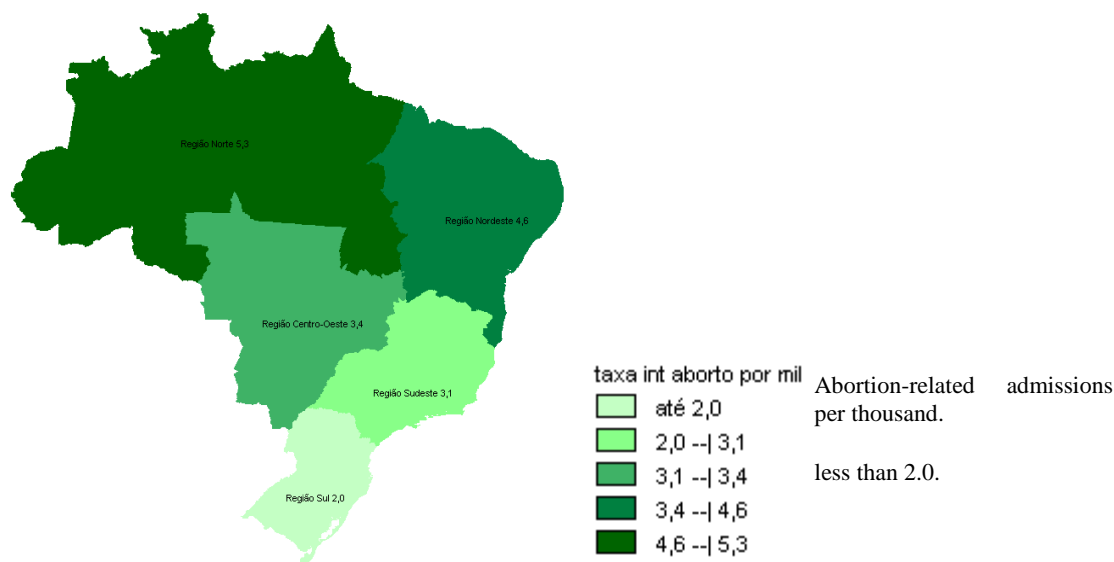 Região Norte 5,3
Região Nordeste 4,6
Região Centro-Oeste 3,4
Região Sudeste 3,1
Região Sul 2,0
taxa int aborto por mil
até 2,0
2,0 --| 3,1
3,1 --| 3,4
3,4 --| 4,6
4,6 --| 5,3
Abortion-related admissions
per thousand.
less than 2.0.